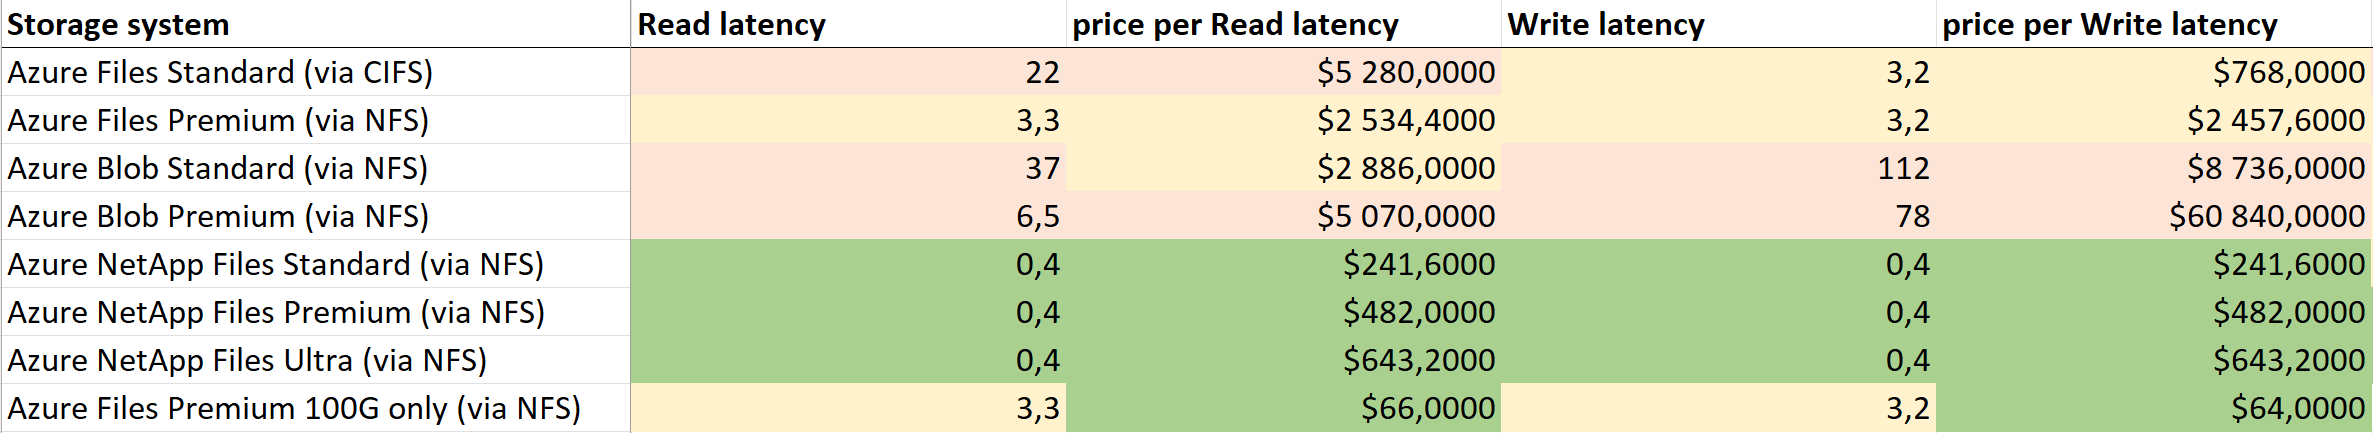 Storage system Read latency price per Read latency Write latency price per Write latency
Azure Files Standard (via CIFS) 22 $5 280,0000 3,2 $768,0000
Azure Files Premium (via NFS) 3,3 $2 534,4000 3,2 $2 457,6000
Azure Blob Standard (via NFS) 37 $2 886,0000 112 $8 736,0000
Azure Blob Premium (via NFS) 6,5 $5 070,0000 78 $60 840,0000
Azure NetApp Files Standard (via NFS) 0,4 $241,6000 0,4 $241,6000
Azure NetApp Files Premium (via NFS) 0,4 $482,0000 0,4 $482,0000
Azure NetApp Files Ultra (via NFS) 0,4 $643,2000 0,4 $643,2000
Azure Files Premium 100G only (via NFS) 3,3 $66,0000 3,2 $64,0000